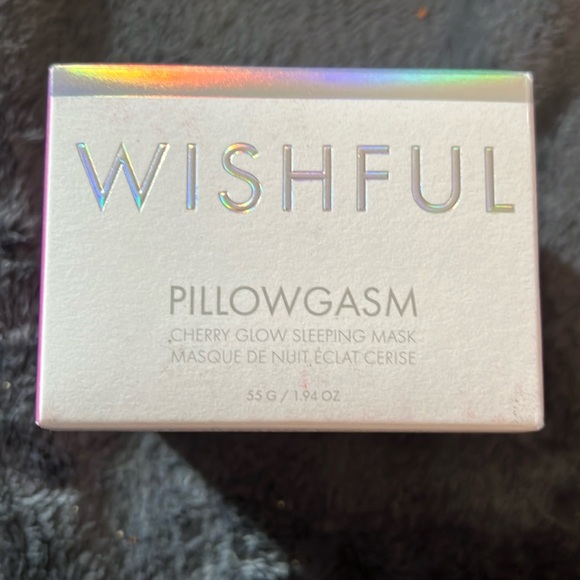 WISHFUL
PILLOWGASM
CHERRY GLOW SLEEPING MASK
MASQUE DE NUIT ÉCLAT CERISE
55 G / 1.94 OZ